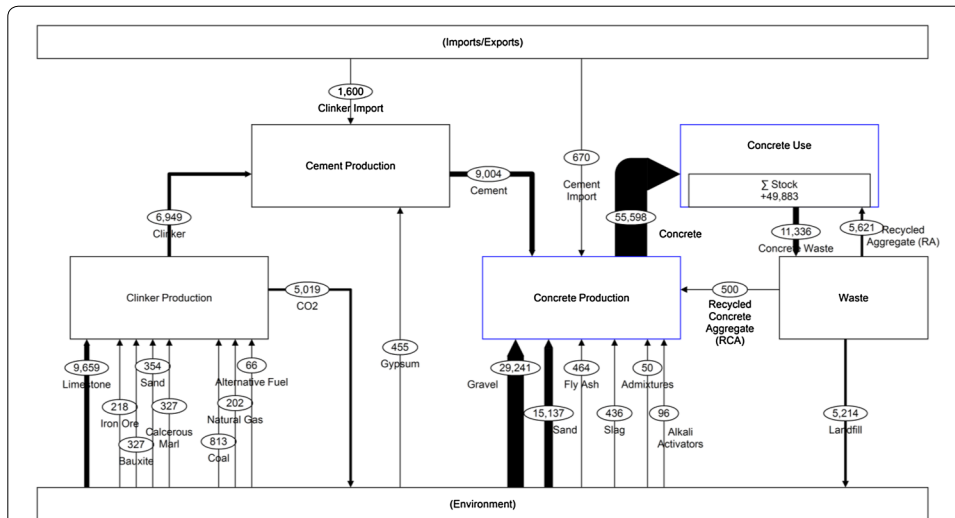 (Imports/Exports)
1,600
Clinker Import
Cement Production
9,004
Cement
670
Cement
Import
Concrete Use
∑ Stock
+49,883
6,949
Clinker
55,598
Concrete
11,336
Concrete Waste
5,621
Recycled
Aggregate (RA)
Clinker Production
5,019
CO2
Concrete Production
500
Recycled
Concrete
Aggregate
(RCA)
Waste
455
Gypsum
9,659
Limestone
218
Iron Ore
327
Bauxite
354
Sand
327
Calcerous
Marl
813
Coal
202
Natural Gas
66
Alternative Fuel
29,241
Gravel
15,137
Sand
464
Fly Ash
436
Slag
50
Admixtures
96
Alkali
Activators
5,214
Landfill
(Environment)